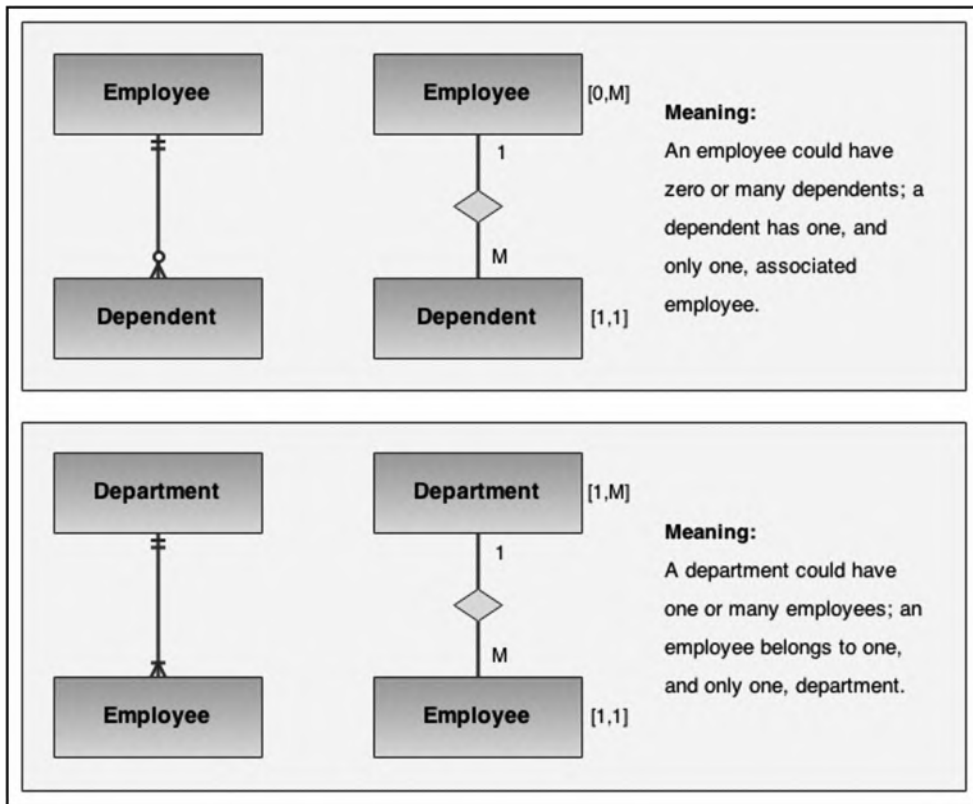 Employee
Employee
[0,M]
1
M
Dependent
Dependent
[1,1]
Meaning:
An employee could have
zero or many dependents; a
dependent has one, and
only one, associated
employee.
Department
Department
[1,M]
1
M
Employee
Employee
[1,1]
Meaning:
A department could have
one or many employees; an
employee belongs to one,
and only one, department.